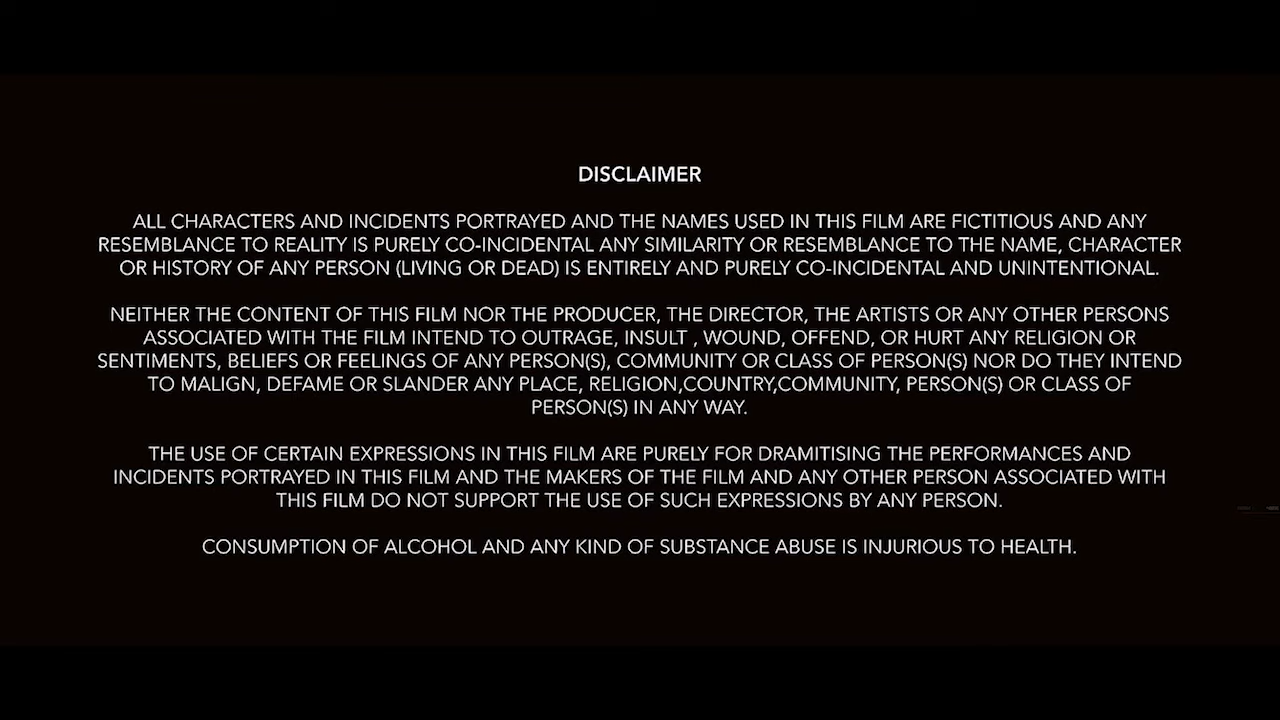 DISCLAIMER
ALL CHARACTERS AND INCIDENTS PORTRAYED AND THE NAMES USED IN THIS FILM ARE FICTITIOUS AND ANY
RESEMBLANCE TO REALITY IS PURELY CO-INCIDENTAL ANY SIMILARITY OR RESEMBLANCE TO THE NAME, CHARACTER
OR HISTORY OF ANY PERSON (LIVING OR DEAD) IS ENTIRELY AND PURELY CO-INCIDENTAL AND UNINTENTIONAL.
NEITHER THE CONTENT OF THIS FILM NOR THE PRODUCER, THE DIRECTOR, THE ARTISTS OR ANY OTHER PERSONS
ASSOCIATED WITH THE FILM INTEND TO OUTRAGE, INSULT , WOUND, OFFEND, OR HURT ANY RELIGION OR
SENTIMENTS, BELIEFS OR FEELINGS OF ANY PERSON(S), COMMUNITY OR CLASS OF PERSON(S) NOR DO THEY INTEND
TO MALIGN, DEFAME OR SLANDER ANY PLACE, RELIGION,COUNTRY,COMMUNITY, PERSON(S) OR CLASS OF
PERSON(S) IN ANY WAY.
THE USE OF CERTAIN EXPRESSIONS IN THIS FILM ARE PURELY FOR DRAMITISING THE PERFORMANCES AND
INCIDENTS PORTRAYED IN THIS FILM AND THE MAKERS OF THE FILM AND ANY OTHER PERSON ASSOCIATED WITH
THIS FILM DO NOT SUPPORT THE USE OF SUCH EXPRESSIONS BY ANY PERSON.
CONSUMPTION OF ALCOHOL AND ANY KIND OF SUBSTANCE ABUSE IS INJURIOUS TO HEALTH.